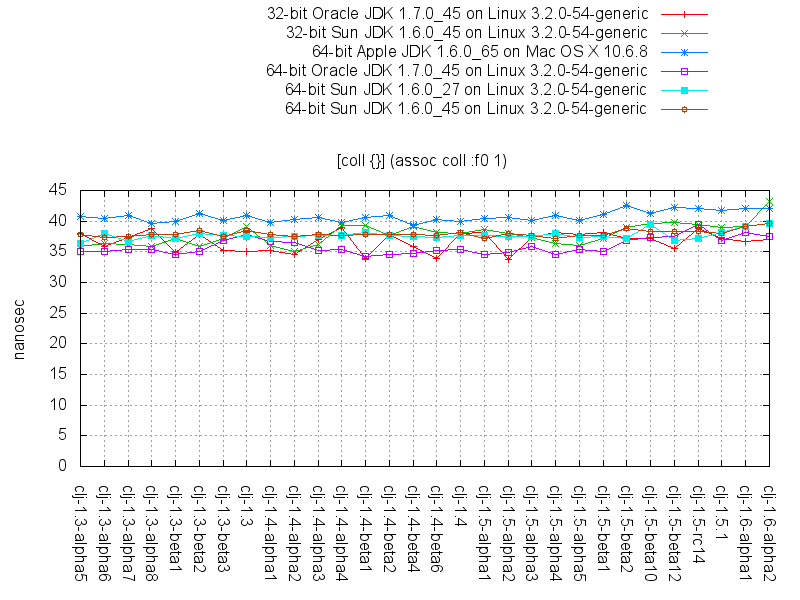 32-bit Oracle JDK 1.7.0_45 on Linux 3.2.0-54-generic
32-bit Sun JDK 1.6.0_45 on Linux 3.2.0-54-generic
64-bit Apple JDK 1.6.0_65 on Mac OS X 10.6.8
64-bit Oracle JDK 1.7.0_45 on Linux 3.2.0-54-generic
64-bit Sun JDK 1.6.0_27 on Linux 3.2.0-54-generic
64-bit Sun JDK 1.6.0_45 on Linux 3.2.0-54-generic
[coll {}] (assoc coll :f0 1)
45
40
35
30
25
20
15
10
5
0
nanosec
clj-1.3-alpha5
clj-1.3-alpha6
clj-1.3-alpha7
clj-1.3-alpha8
clj-1.3-beta1
clj-1.3-beta2
clj-1.3-beta3
clj-1.3
clj-1.4-alpha1
clj-1.4-alpha2
clj-1.4-alpha3
clj-1.4-alpha4
clj-1.4-beta1
clj-1.4-beta2
clj-1.4-beta4
clj-1.4-beta6
clj-1.4
clj-1.5-alpha1
clj-1.5-alpha2
clj-1.5-alpha3
clj-1.5-alpha4
clj-1.5-alpha5
clj-1.5-beta1
clj-1.5-beta2
clj-1.5-beta10
clj-1.5-beta12
clj-1.5-rc14
clj-1.5.1
clj-1.6-alpha1
clj-1.6-alpha2